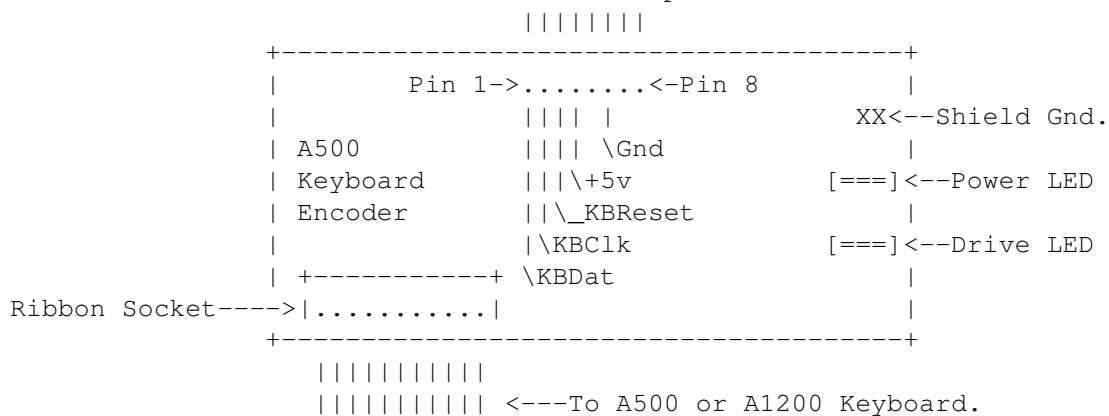 ||||||||
+---------------------------------------+
| Pin 1->........<-Pin 8 |
| |||| | XX<--Shield Gnd.
| A500 |||| \Gnd |
| Keyboard |||\+5v [===]<--Power LED
| Encoder ||\_KBReset |
| |\KBClk [===]<--Drive LED
| +-----------+ \KBDat |
Ribbon Socket---->|...........| |
+---------------------------------------+
|||||||||||
||||||||||| <---To A500 or A1200 Keyboard.